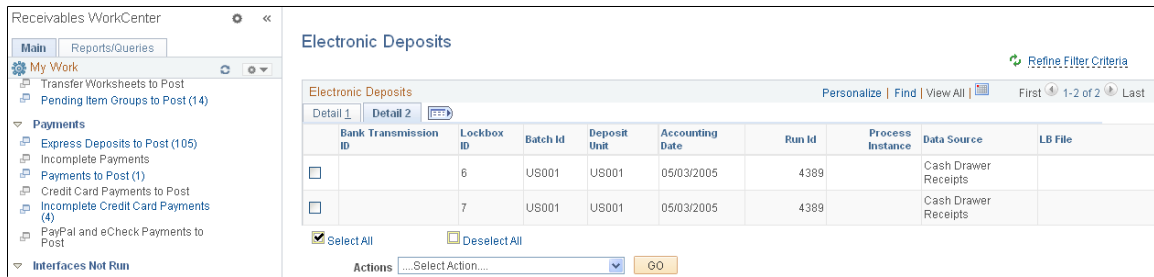 Receivables WorkCenter
Main Reports/Queries
My Work
Transfer Worksheets to Post
Pending Item Groups to Post (14)
Payments
Express Deposits to Post (105)
Incomplete Payments
Payments to Post (1)
Credit Card Payments to Post
Incomplete Credit Card Payments
(4)
PayPal and eCheck Payments to
Post
Interfaces Not Run
Electronic Deposits
Refine Filter Criteria
Electronic Deposits Personalize | Find | View All | First 1-2 of 2 Last
Detail 1 Detail 2
Bank Transmission ID Lockbox ID Batch Id Deposit Unit Accounting Date Run Id Process Instance Data Source LB File
6 US001 US001 05/03/2005 4389 Cash Drawer Receipts
7 US001 US001 05/03/2005 4389 Cash Drawer Receipts
Select All Deselect All
Actions ....Select Action.... GO